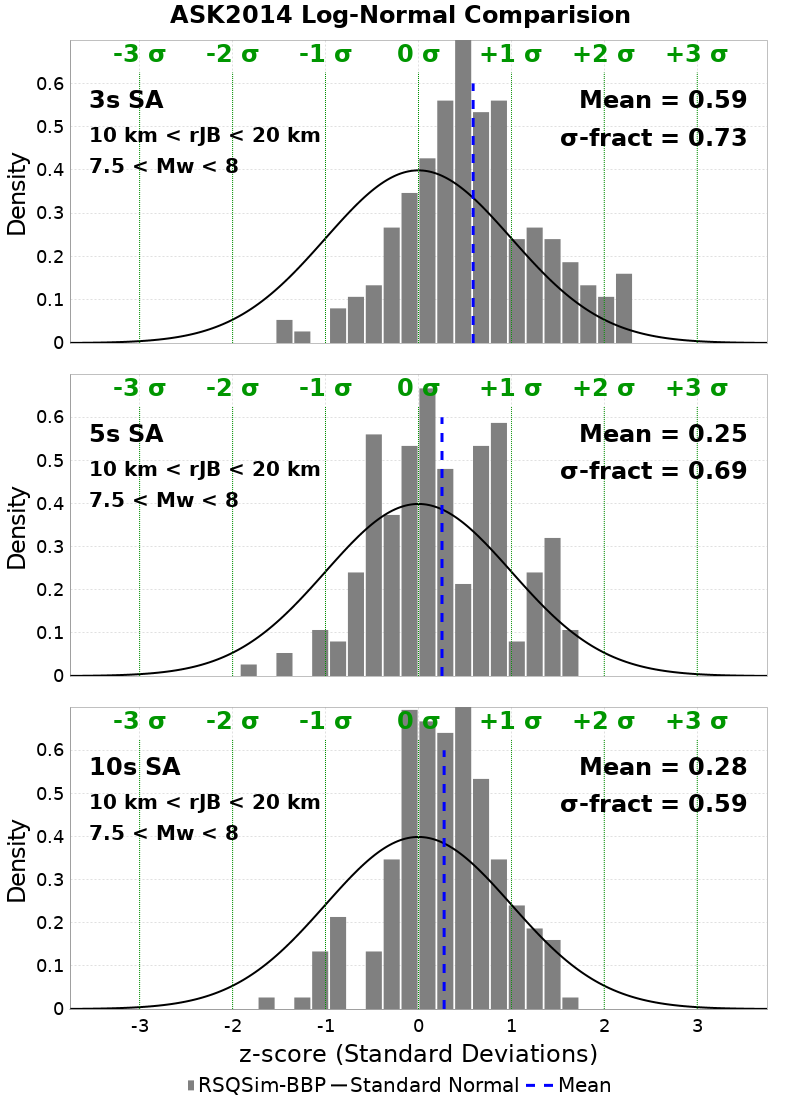 ASK2014 Log-Normal Comparision
-3 σ -2 σ -1 σ 0 σ +1 σ +2 σ +3 σ
3s SA
10 km < rJB < 20 km
7.5 < Mw < 8
Mean = 0.59
σ-fract = 0.73
0.6
0.5
0.4
0.3
0.2
0.1
0
Density
-3 σ -2 σ -1 σ 0 σ +1 σ +2 σ +3 σ
5s SA
10 km < rJB < 20 km
7.5 < Mw < 8
Mean = 0.25
σ-fract = 0.69
0.6
0.5
0.4
0.3
0.2
0.1
0
Density
-3 σ -2 σ -1 σ 0 σ +1 σ +2 σ +3 σ
10s SA
10 km < rJB < 20 km
7.5 < Mw < 8
Mean = 0.28
σ-fract = 0.59
0.6
0.5
0.4
0.3
0.2
0.1
0
Density
-3 -2 -1 0 1 2 3
z-score (Standard Deviations)
RSQSim-BBP Standard Normal Mean